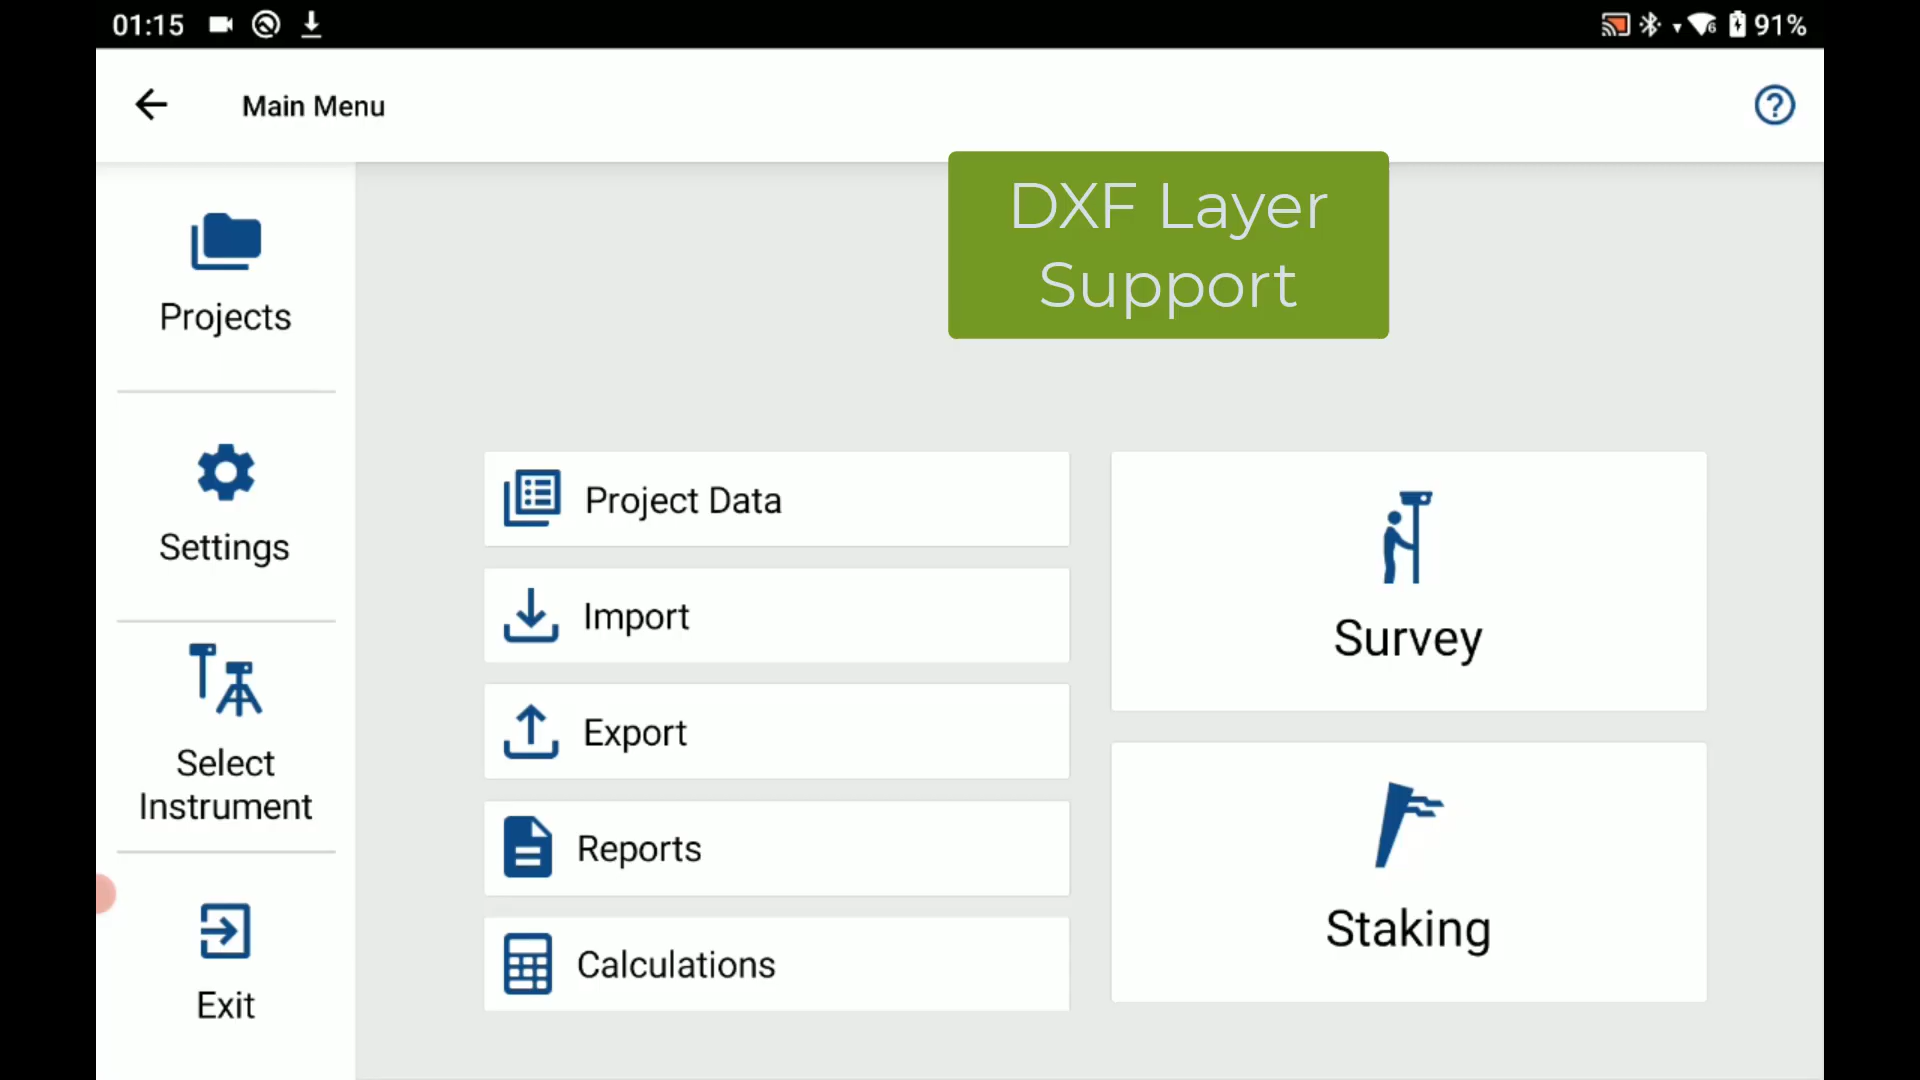 01:15
91%
Main Menu
DXF Layer
Support
Projects
Settings
Select
Instrument
Exit
Project Data
Import
Export
Reports
Calculations
Survey
Staking